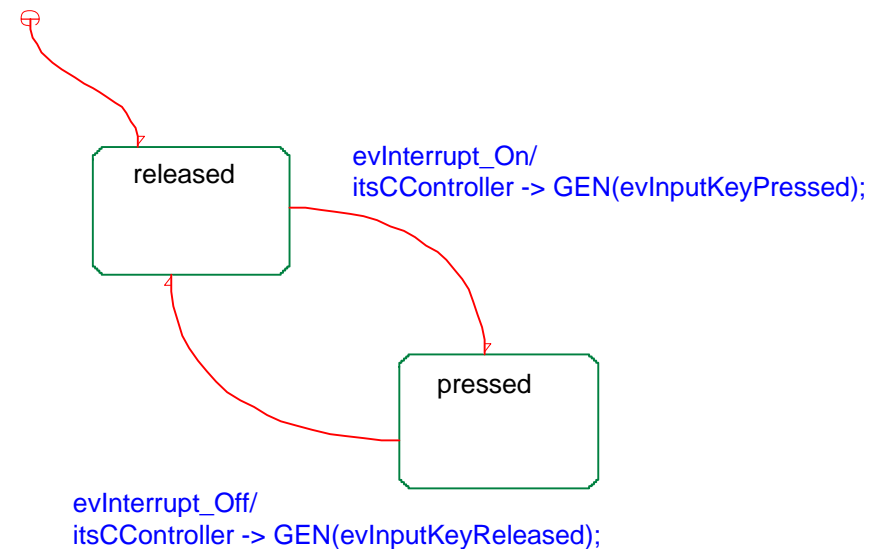 released
evInterrupt_On/
itsCController -> GEN(evInputKeyPressed);
pressed
evInterrupt_Off/
itsCController -> GEN(evInputKeyReleased);